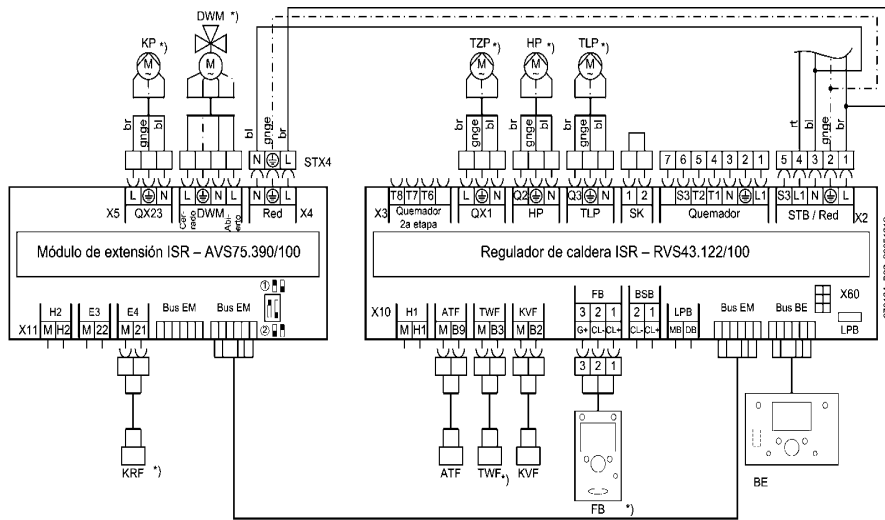 DWM *)
KP *)
M
~
M
~
TZP *)
HP *)
TLP *)
M
~
M
~
M
~
br
gnge
bl
bl
gnge
br
br
gnge
bl
br
gnge
bl
br
gnge
bl
rt
bl
gnge
br
N L STX4
7 6 5 4 3 2 1
5 4 3 2 1
L N L N L N L
X5 QX23 Cerrado DWM Abierto Red X4
T8 T7 T6 L N Q2 N Q3 N 1 2 S3 T2 T1 N L1 S3 L1 N L
X3 Quemador 2a etapa QX1 HP TLP SK Quemador STB / Red X2
Módulo de extensión ISR – AVS75.390/100
Regulador de caldera ISR – RVS43.122/100
1
2
H2 E3 E4 Bus EM Bus EM
X11 M H2 M 22 M 21
X10 H1 ATF TWF KVF FB BSB LPB Bus EM Bus BE X60
M H1 M B9 M B3 M B2
3 2 1 2 1
G+ CL- CL+ CL- CL+ MB DB
LPB
3 2 1
KRF *)
ATF TWF*) KVF
FB *)
BE